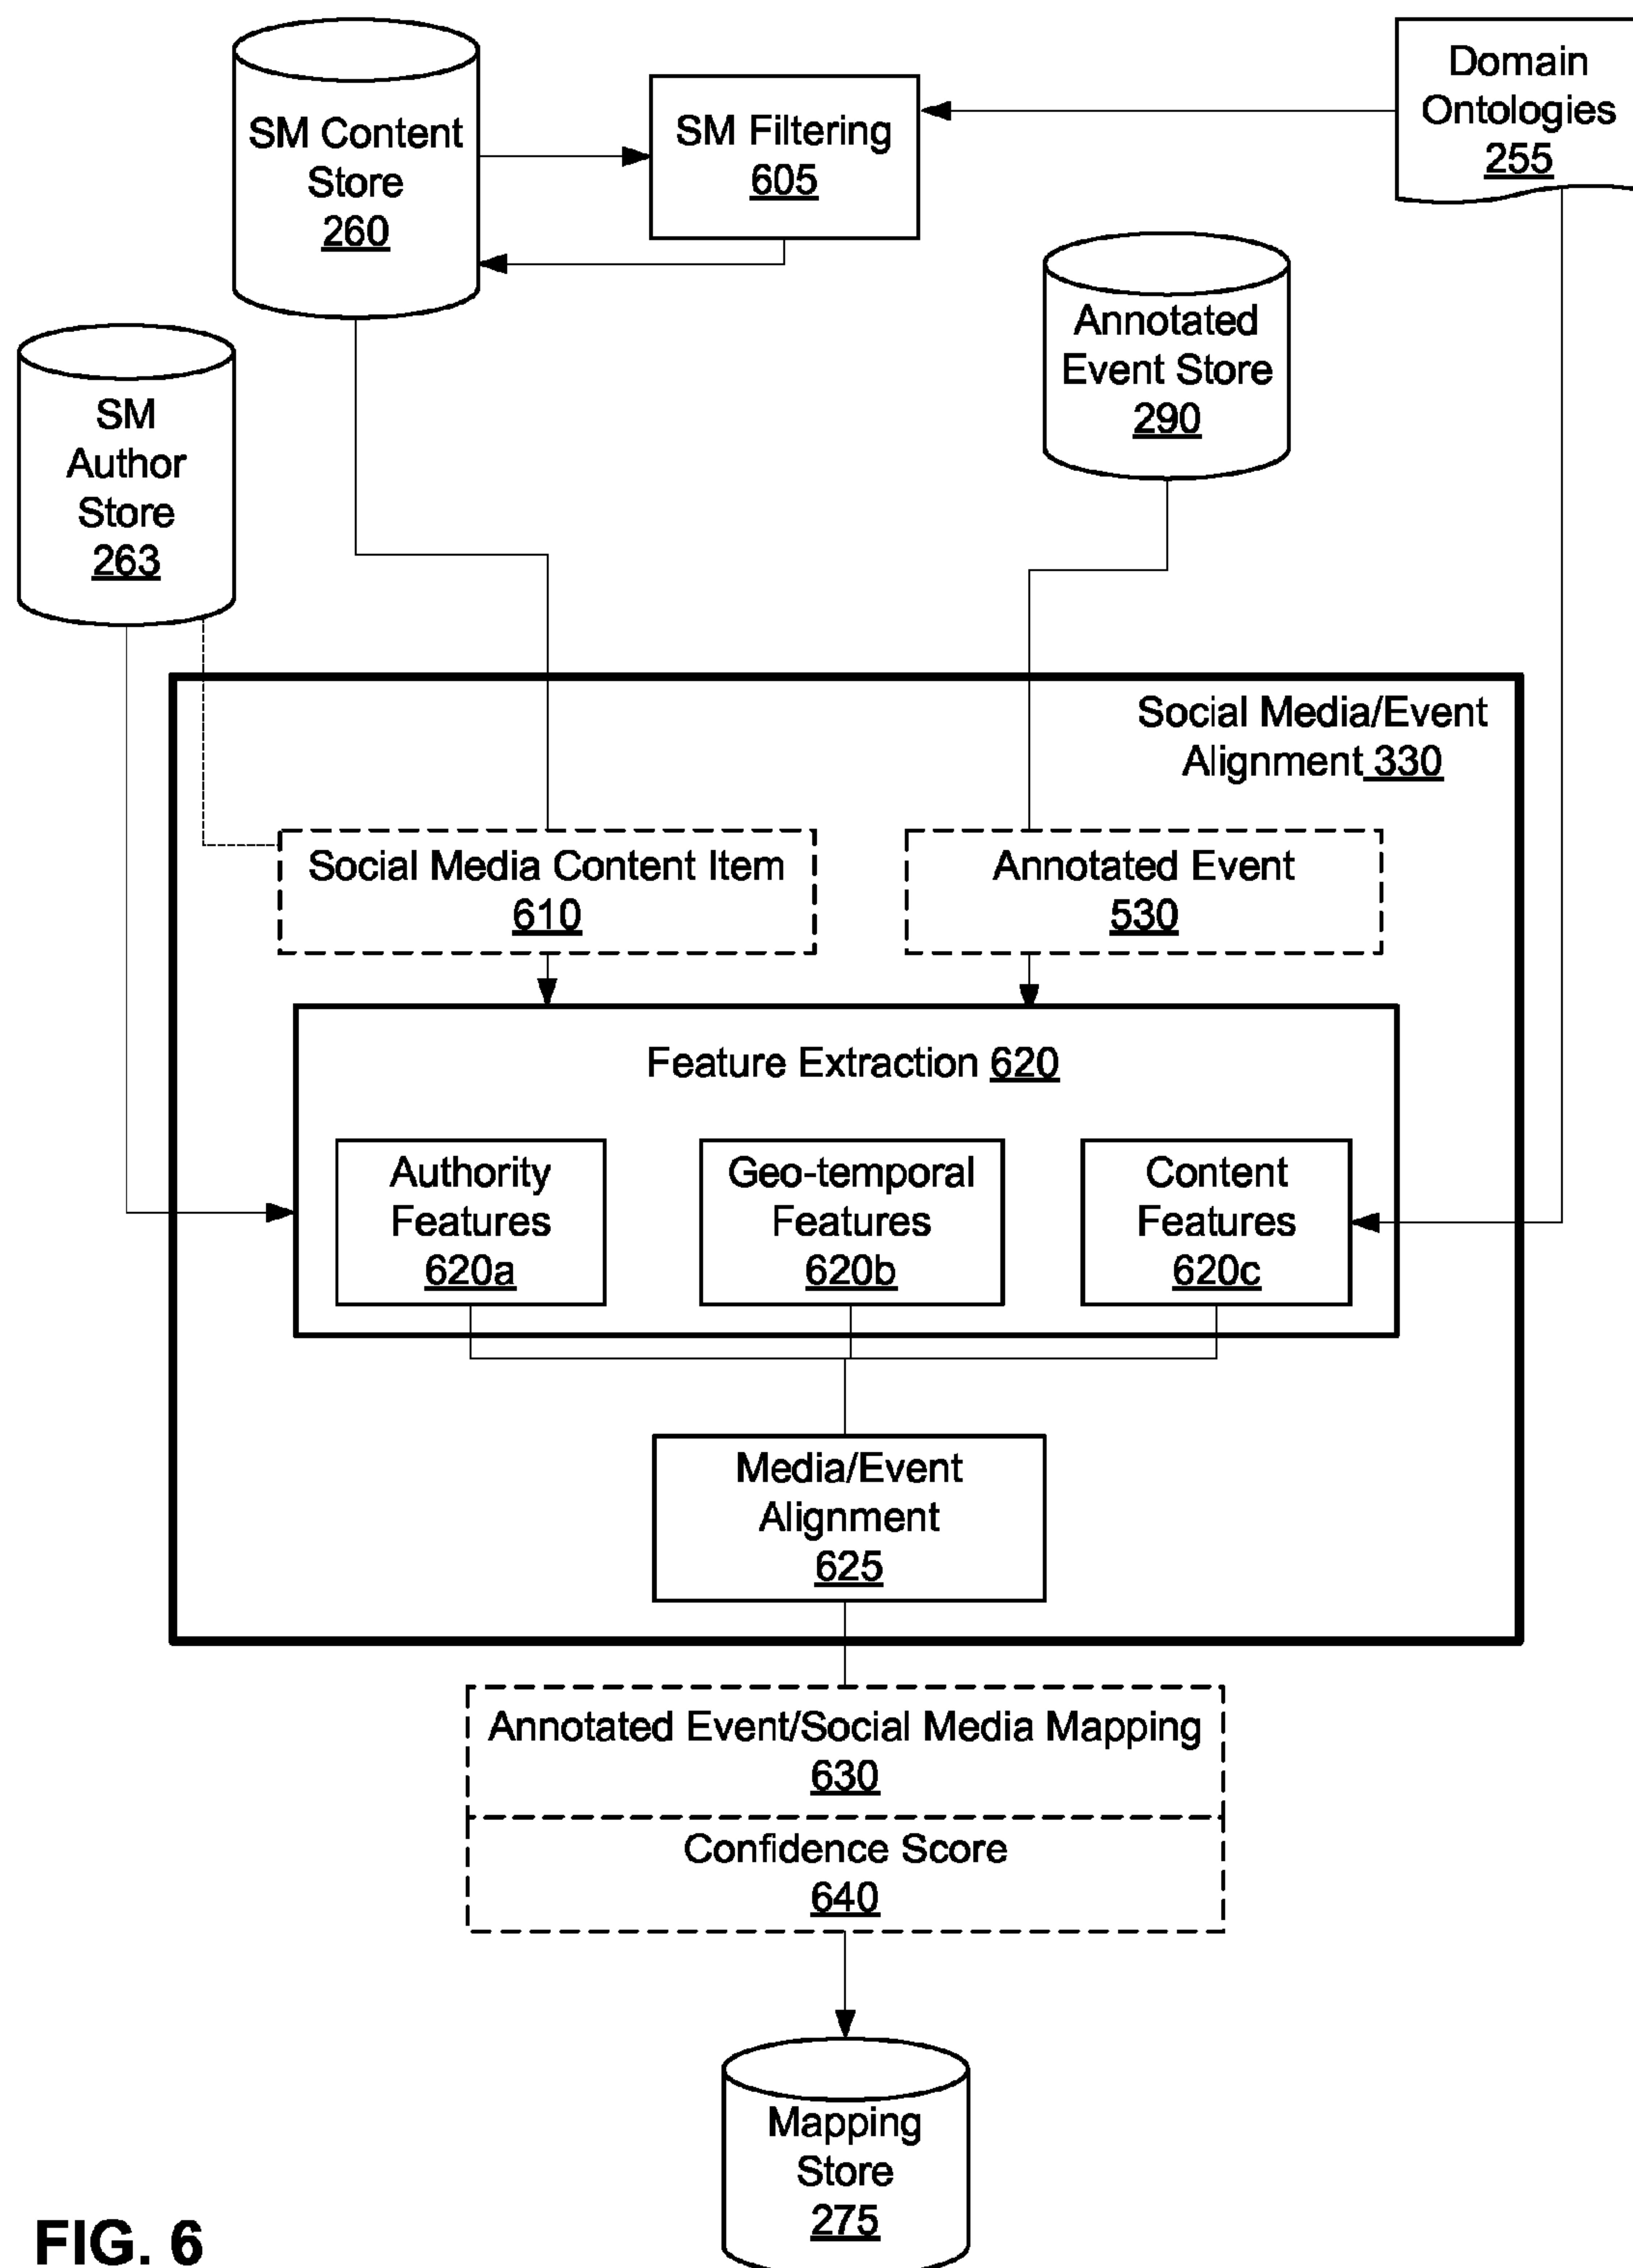 SM Content
Store
260
SM Filtering
605
Domain
Ontologies
255
SM
Author
Store
263
Annotated
Event Store
290
Social Media/Event
Alignment 330
Social Media Content Item
610
Annotated Event
530
Feature Extraction 620
Authority
Features
620a
Geo-temporal
Features
620b
Content
Features
620c
Media/Event
Alignment
625
Annotated Event/Social Media Mapping
630
Confidence Score
640
Mapping
Store
275
FIG. 6